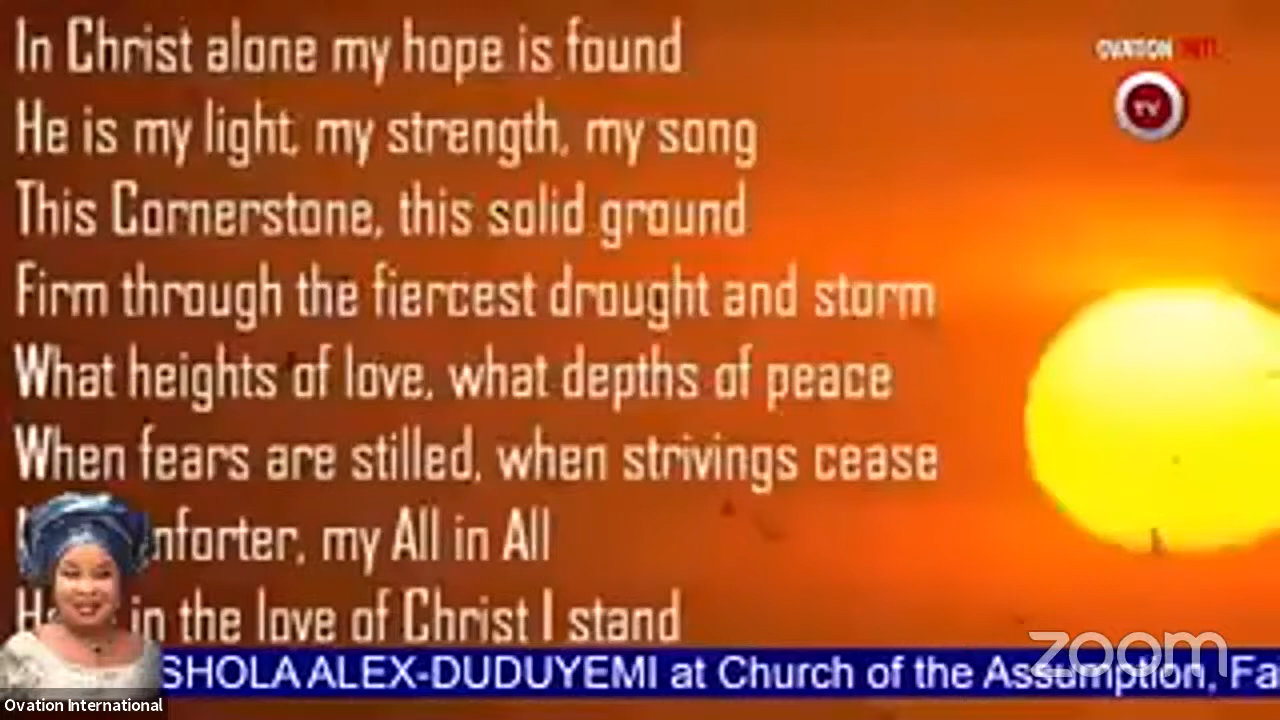 In Christ alone my hope is found
He is my light, my strength, my song
This Cornerstone, this solid ground
Firm through the fiercest drought and storm
What heights of love, what depths of peace
When fears are stilled, when strivings cease
my All in All
in the love of Christ I stand
OVATION INTL
TV
zoom
SHOLA ALEX-DUDUYEMI at Church of the Assumption,
Ovation International